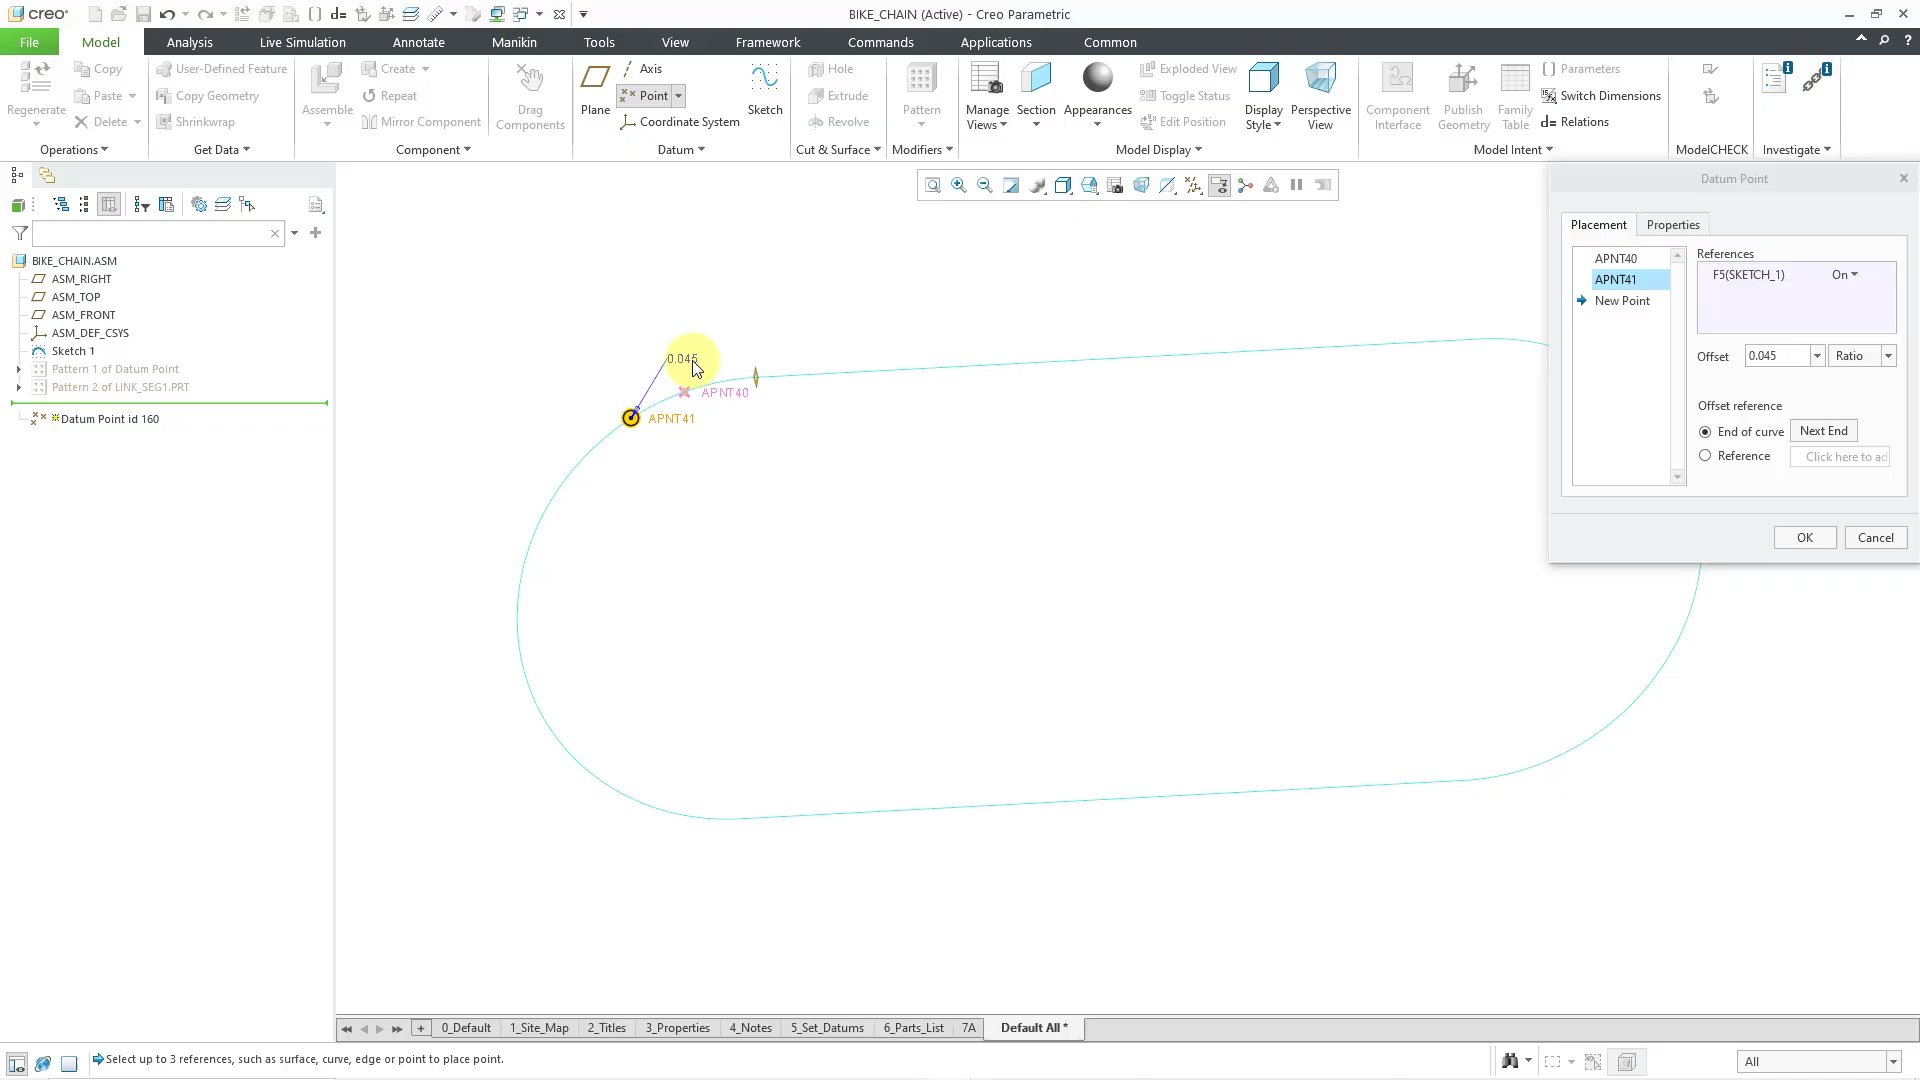 creo
BIKE_CHAIN (Active) - Creo Parametric
File Model Analysis Live Simulation Annotate Manikin Tools View Framework Commands Applications Common
Regenerate
Copy
Paste
Delete
Operations
User-Defined Feature
Copy Geometry
Shrinkwrap
Get Data
Assemble
Create
Repeat
Mirror Component
Component
Drag
Components
Plane
Axis
Point
Coordinate System
Sketch
Datum
Hole
Extrude
Revolve
Cut & Surface
Pattern
Modifiers
Manage
Views
Section
Appearances
Exploded View
Toggle Status
Edit Position
Display
Style
Perspective
View
Model Display
Component
Interface
Publish
Geometry
Family
Table
Parameters
Switch Dimensions
d= Relations
Model Intent
ModelCHECK
Investigate
BIKE_CHAIN.ASM
ASM_RIGHT
ASM_TOP
ASM_FRONT
ASM_DEF_CSYS
Sketch 1
Pattern 1 of Datum Point
Pattern 2 of LINK_SEG1.PRT
Datum Point id 160
0.045
APNT40
APNT41
Datum Point
Placement Properties
APNT40
APNT41
New Point
References
F5(SKETCH_1) On
Offset 0.045 Ratio
Offset reference
End of curve Next End
Reference Click here to ad
OK Cancel
0_Default 1_Site_Map 2_Titles 3_Properties 4_Notes 5_Set_Datums 6_Parts_List 7A Default All *
Select up to 3 references, such as surface, curve, edge or point to place point.
All